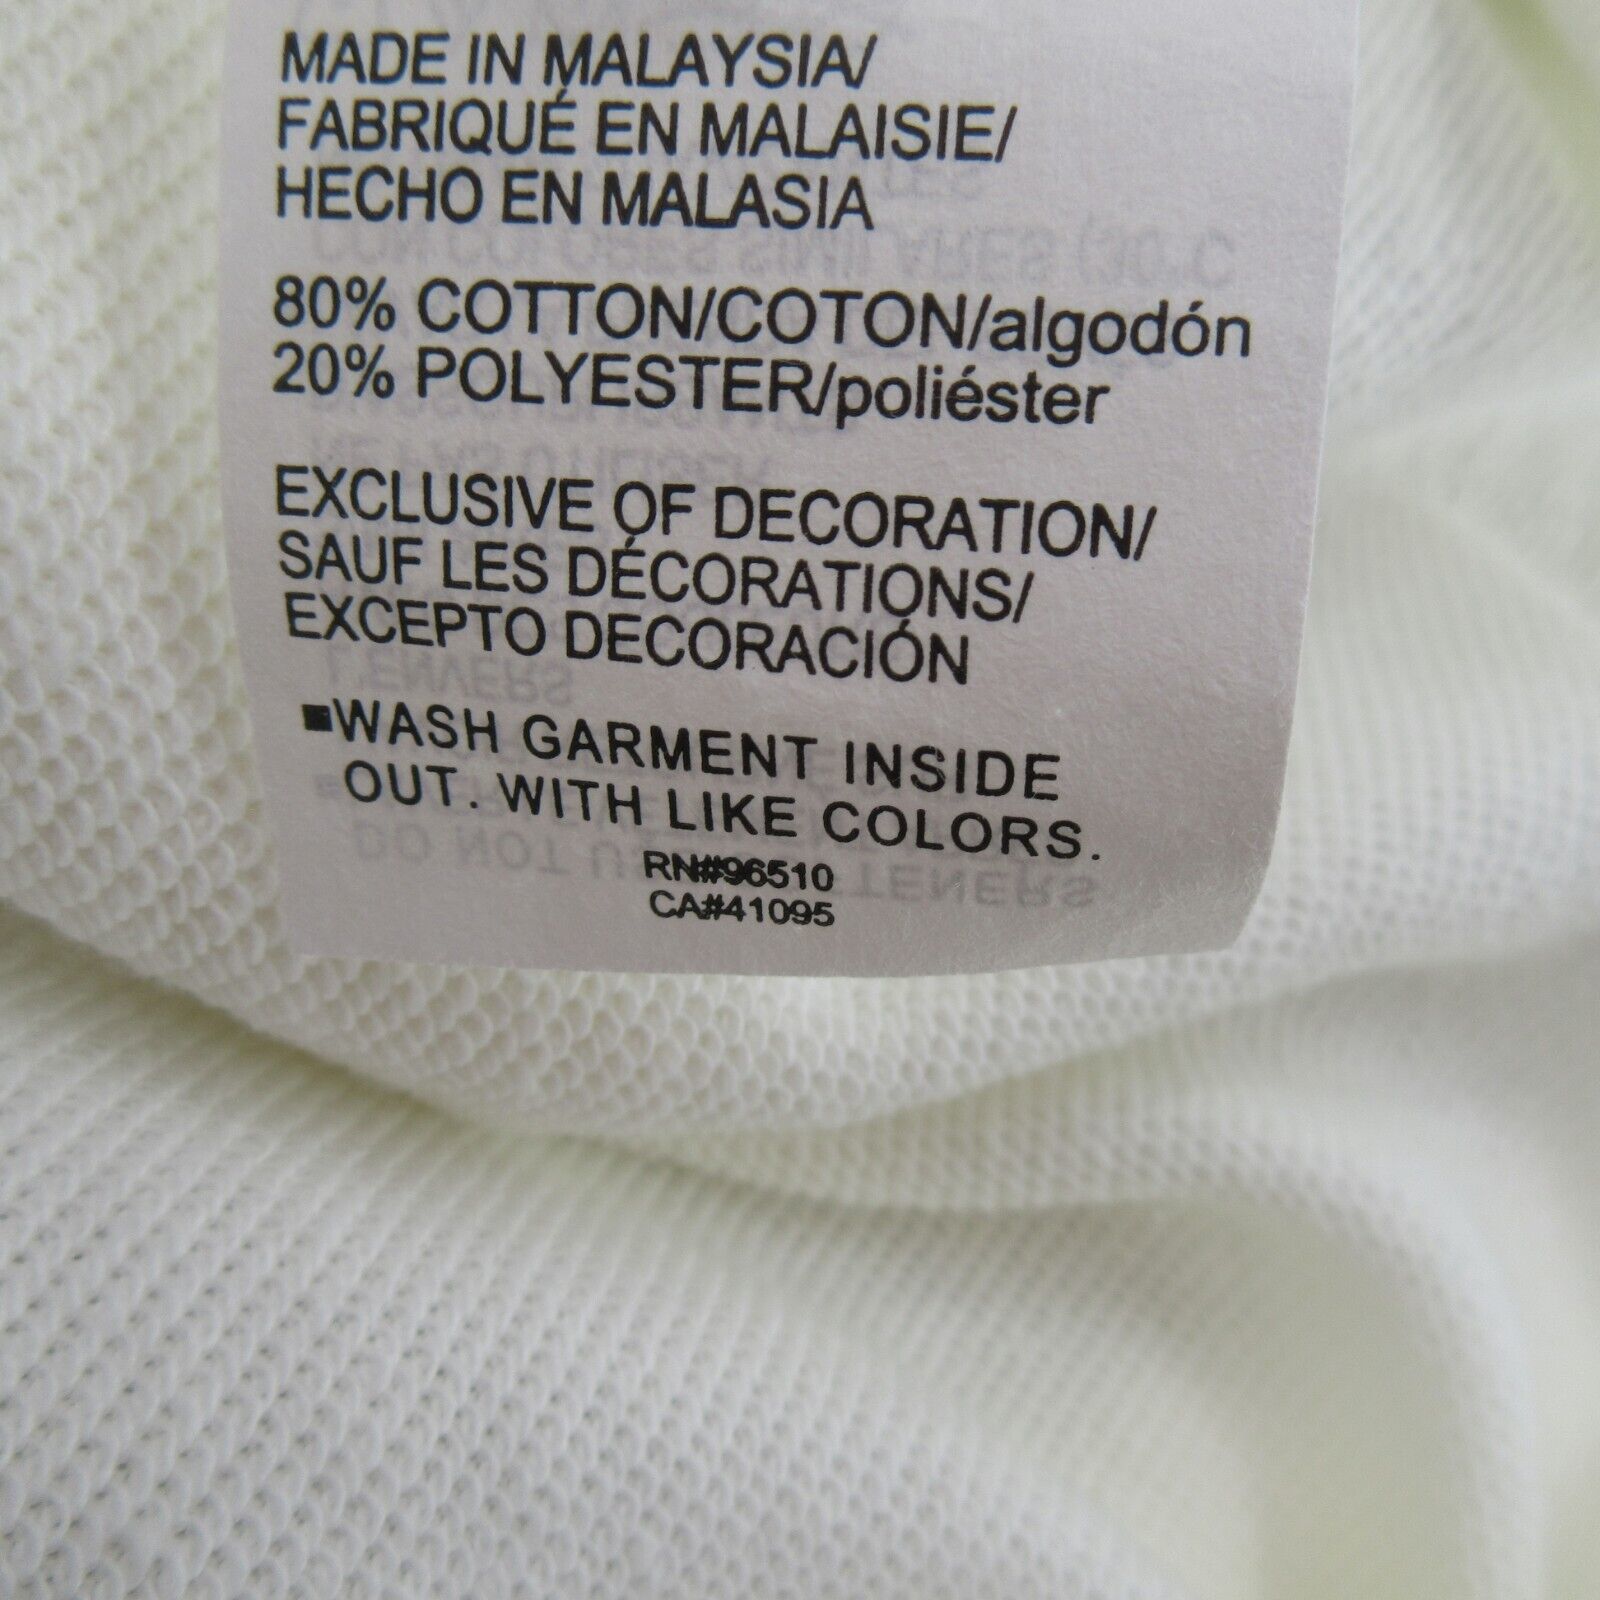 MADE IN MALAYSIA/
FABRIQUÉ EN MALAISIE/
HECHO EN MALASIA
80% COTTON/COTON/algodón
20% POLYESTER/poliéster
EXCLUSIVE OF DECORATION/
SAUF LES DÉCORATIONS/
EXCEPTO DECORACIÓN
■WASH GARMENT INSIDE
OUT. WITH LIKE COLORS.
RN#96510
CA#41095